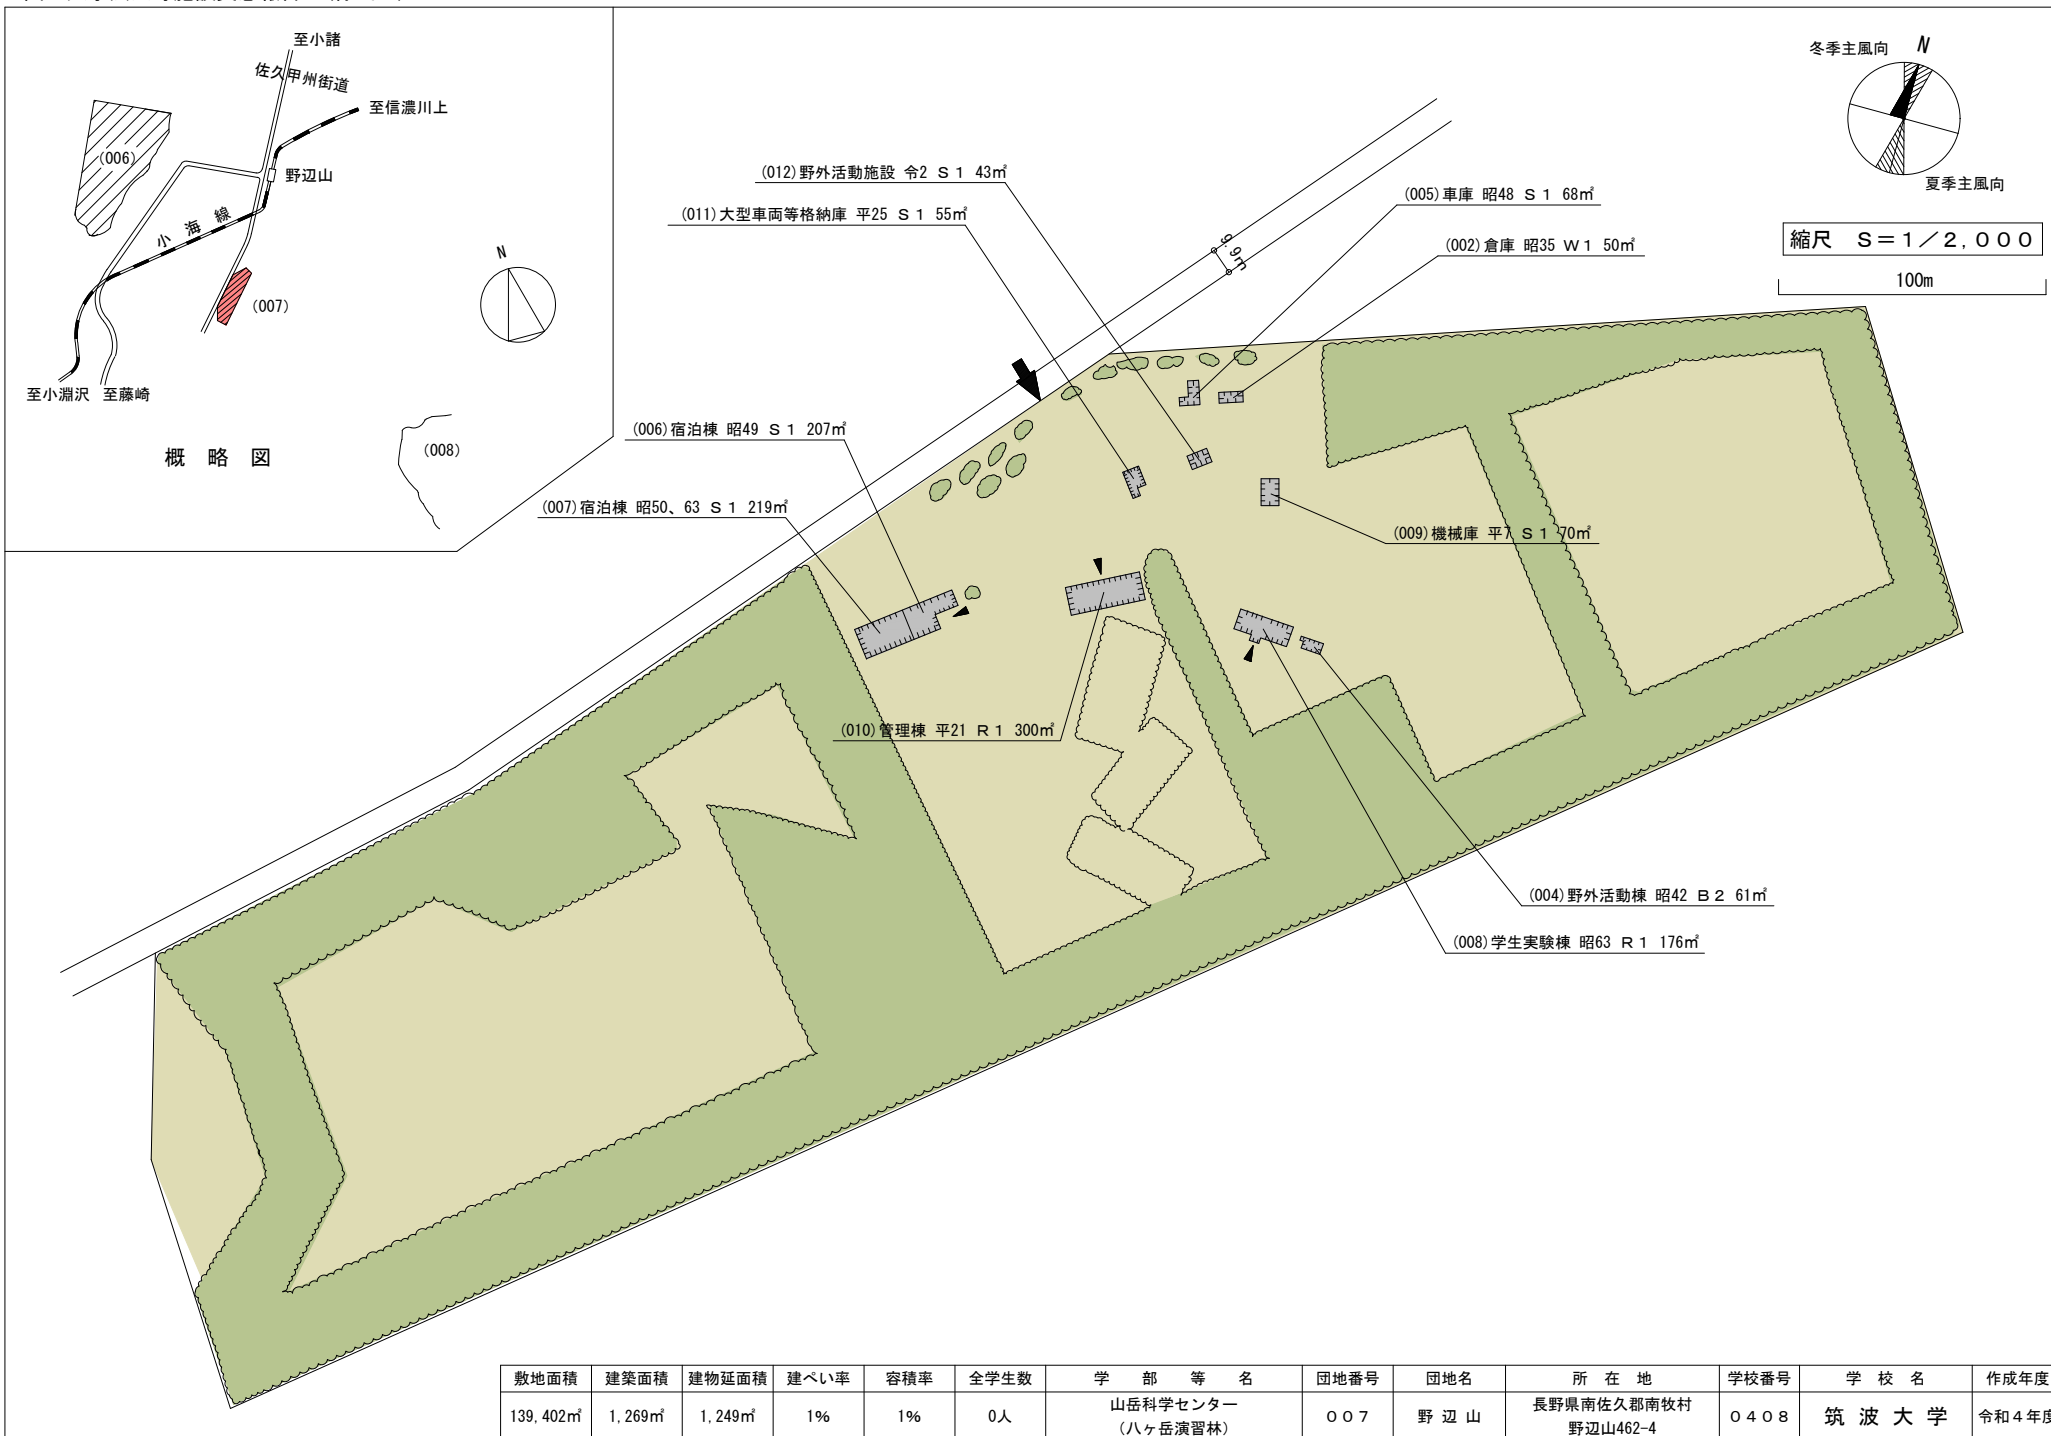 至小諸
佐久甲州街道
至信濃川上
(006)
野辺山
小海線
N
(007)
至小淵沢 至藤崎
概略図
(008)
冬季主風向 N
夏季主風向
縮尺 S=1/2,000
100m
(012)野外活動施設 令2 S1 43㎡
(005)車庫 昭48 S1 68㎡
(011)大型車両等格納庫 平25 S1 55㎡
9.9m
(002)倉庫 昭35 W1 50㎡
(006)宿泊棟 昭49 S1 207㎡
(007)宿泊棟 昭50、63 S1 219㎡
(009)機械庫 平7 S1 70㎡
(010)管理棟 平21 R1 300㎡
(004)野外活動棟 昭42 B2 61㎡
(008)学生実験棟 昭63 R1 176㎡
敷地面積 建築面積 建物延面積 建ぺい率 容積率 全学生数 学部等名 団地番号 団地名 所在地 学校番号 学校名 作成年度
139,402㎡ 1,269㎡ 1,249㎡ 1% 1% 0人 山岳科学センター (八ヶ岳演習林) 007 野辺山 長野県南佐久郡南牧村 野辺山462-4 0408 筑波大学 令和4年度